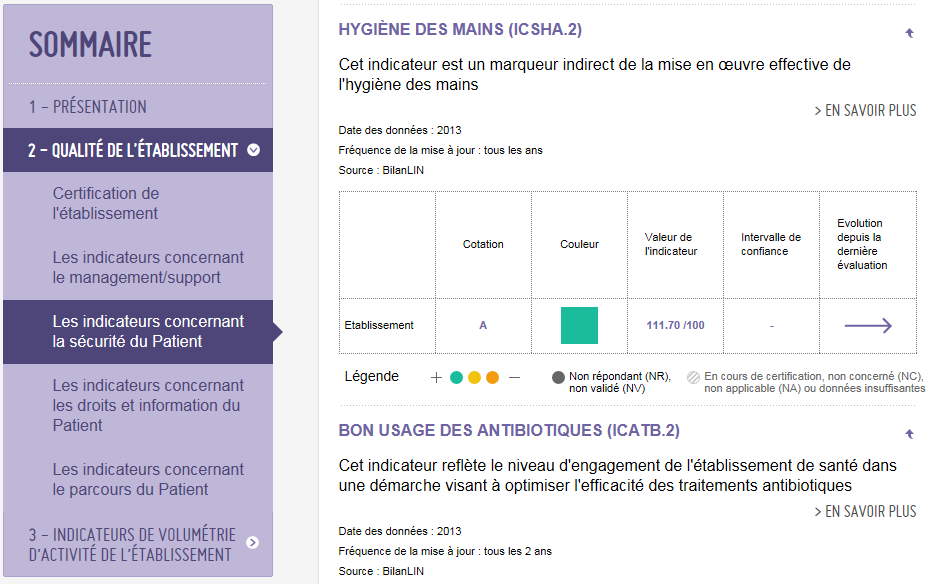 SOMMAIRE
1 – PRÉSENTATION
2 – QUALITÉ DE L'ÉTABLISSEMENT
Certification de
l'établissement
Les indicateurs concernant
le management/support
Les indicateurs concernant
la sécurité du Patient
Les indicateurs concernant
les droits et information du
Patient
Les indicateurs concernant
le parcours du Patient
3 – INDICATEURS DE VOLUMÉTRIE
D'ACTIVITÉ DE L'ÉTABLISSEMENT
HYGIÈNE DES MAINS (ICSHA.2)
Cet indicateur est un marqueur indirect de la mise en œuvre effective de
l'hygiène des mains
> EN SAVOIR PLUS
Date des données : 2013
Fréquence de la mise à jour : tous les ans
Source : BilanLIN
Cotation
Couleur
Valeur de
l'indicateur
Intervalle de
confiance
Evolution
depuis la
dernière
évaluation
Etablissement
A
111.70 /100
-
Légende
+
–
Non répondant (NR),
non validé (NV)
En cours de certification, non concerné (NC),
non applicable (NA) ou données insuffisantes
BON USAGE DES ANTIBIOTIQUES (ICATB.2)
Cet indicateur reflète le niveau d'engagement de l'établissement de santé dans
une démarche visant à optimiser l'efficacité des traitements antibiotiques
> EN SAVOIR PLUS
Date des données : 2013
Fréquence de la mise à jour : tous les 2 ans
Source : BilanLIN